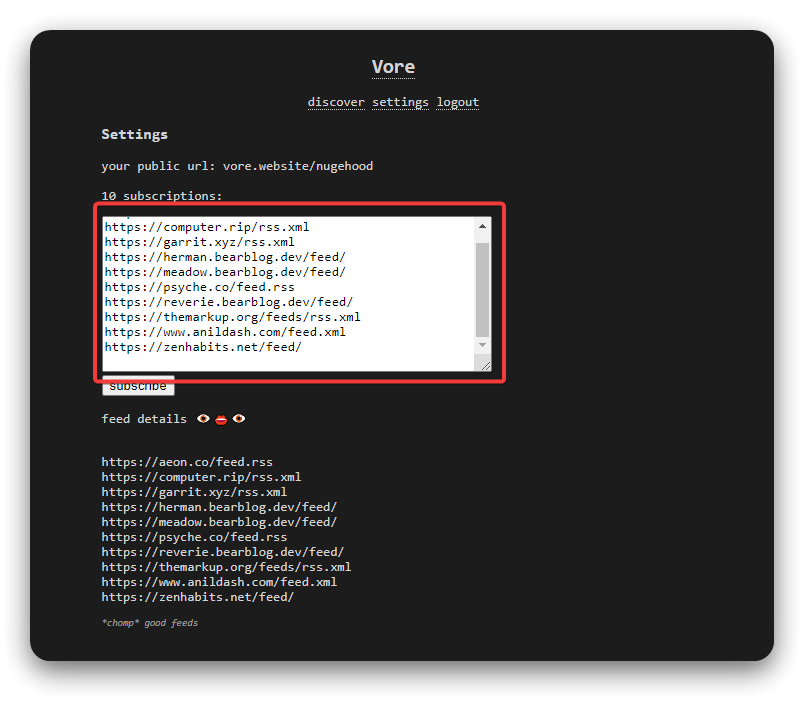 Vore
discover settings logout
Settings
your public url: vore.website/nugehood
10 subscriptions:
https://computer.rip/rss.xml
https://garrit.xyz/rss.xml
https://herman.bearblog.dev/feed/
https://meadow.bearblog.dev/feed/
https://psyche.co/feed.rss
https://reverie.bearblog.dev/feed/
https://themarkup.org/feeds/rss.xml
https://www.anildash.com/feed.xml
https://zenhabits.net/feed/
subscribe
feed details
https://aeon.co/feed.rss
https://computer.rip/rss.xml
https://garrit.xyz/rss.xml
https://herman.bearblog.dev/feed/
https://meadow.bearblog.dev/feed/
https://psyche.co/feed.rss
https://reverie.bearblog.dev/feed/
https://themarkup.org/feeds/rss.xml
https://www.anildash.com/feed.xml
https://zenhabits.net/feed/
*chomp* good feeds